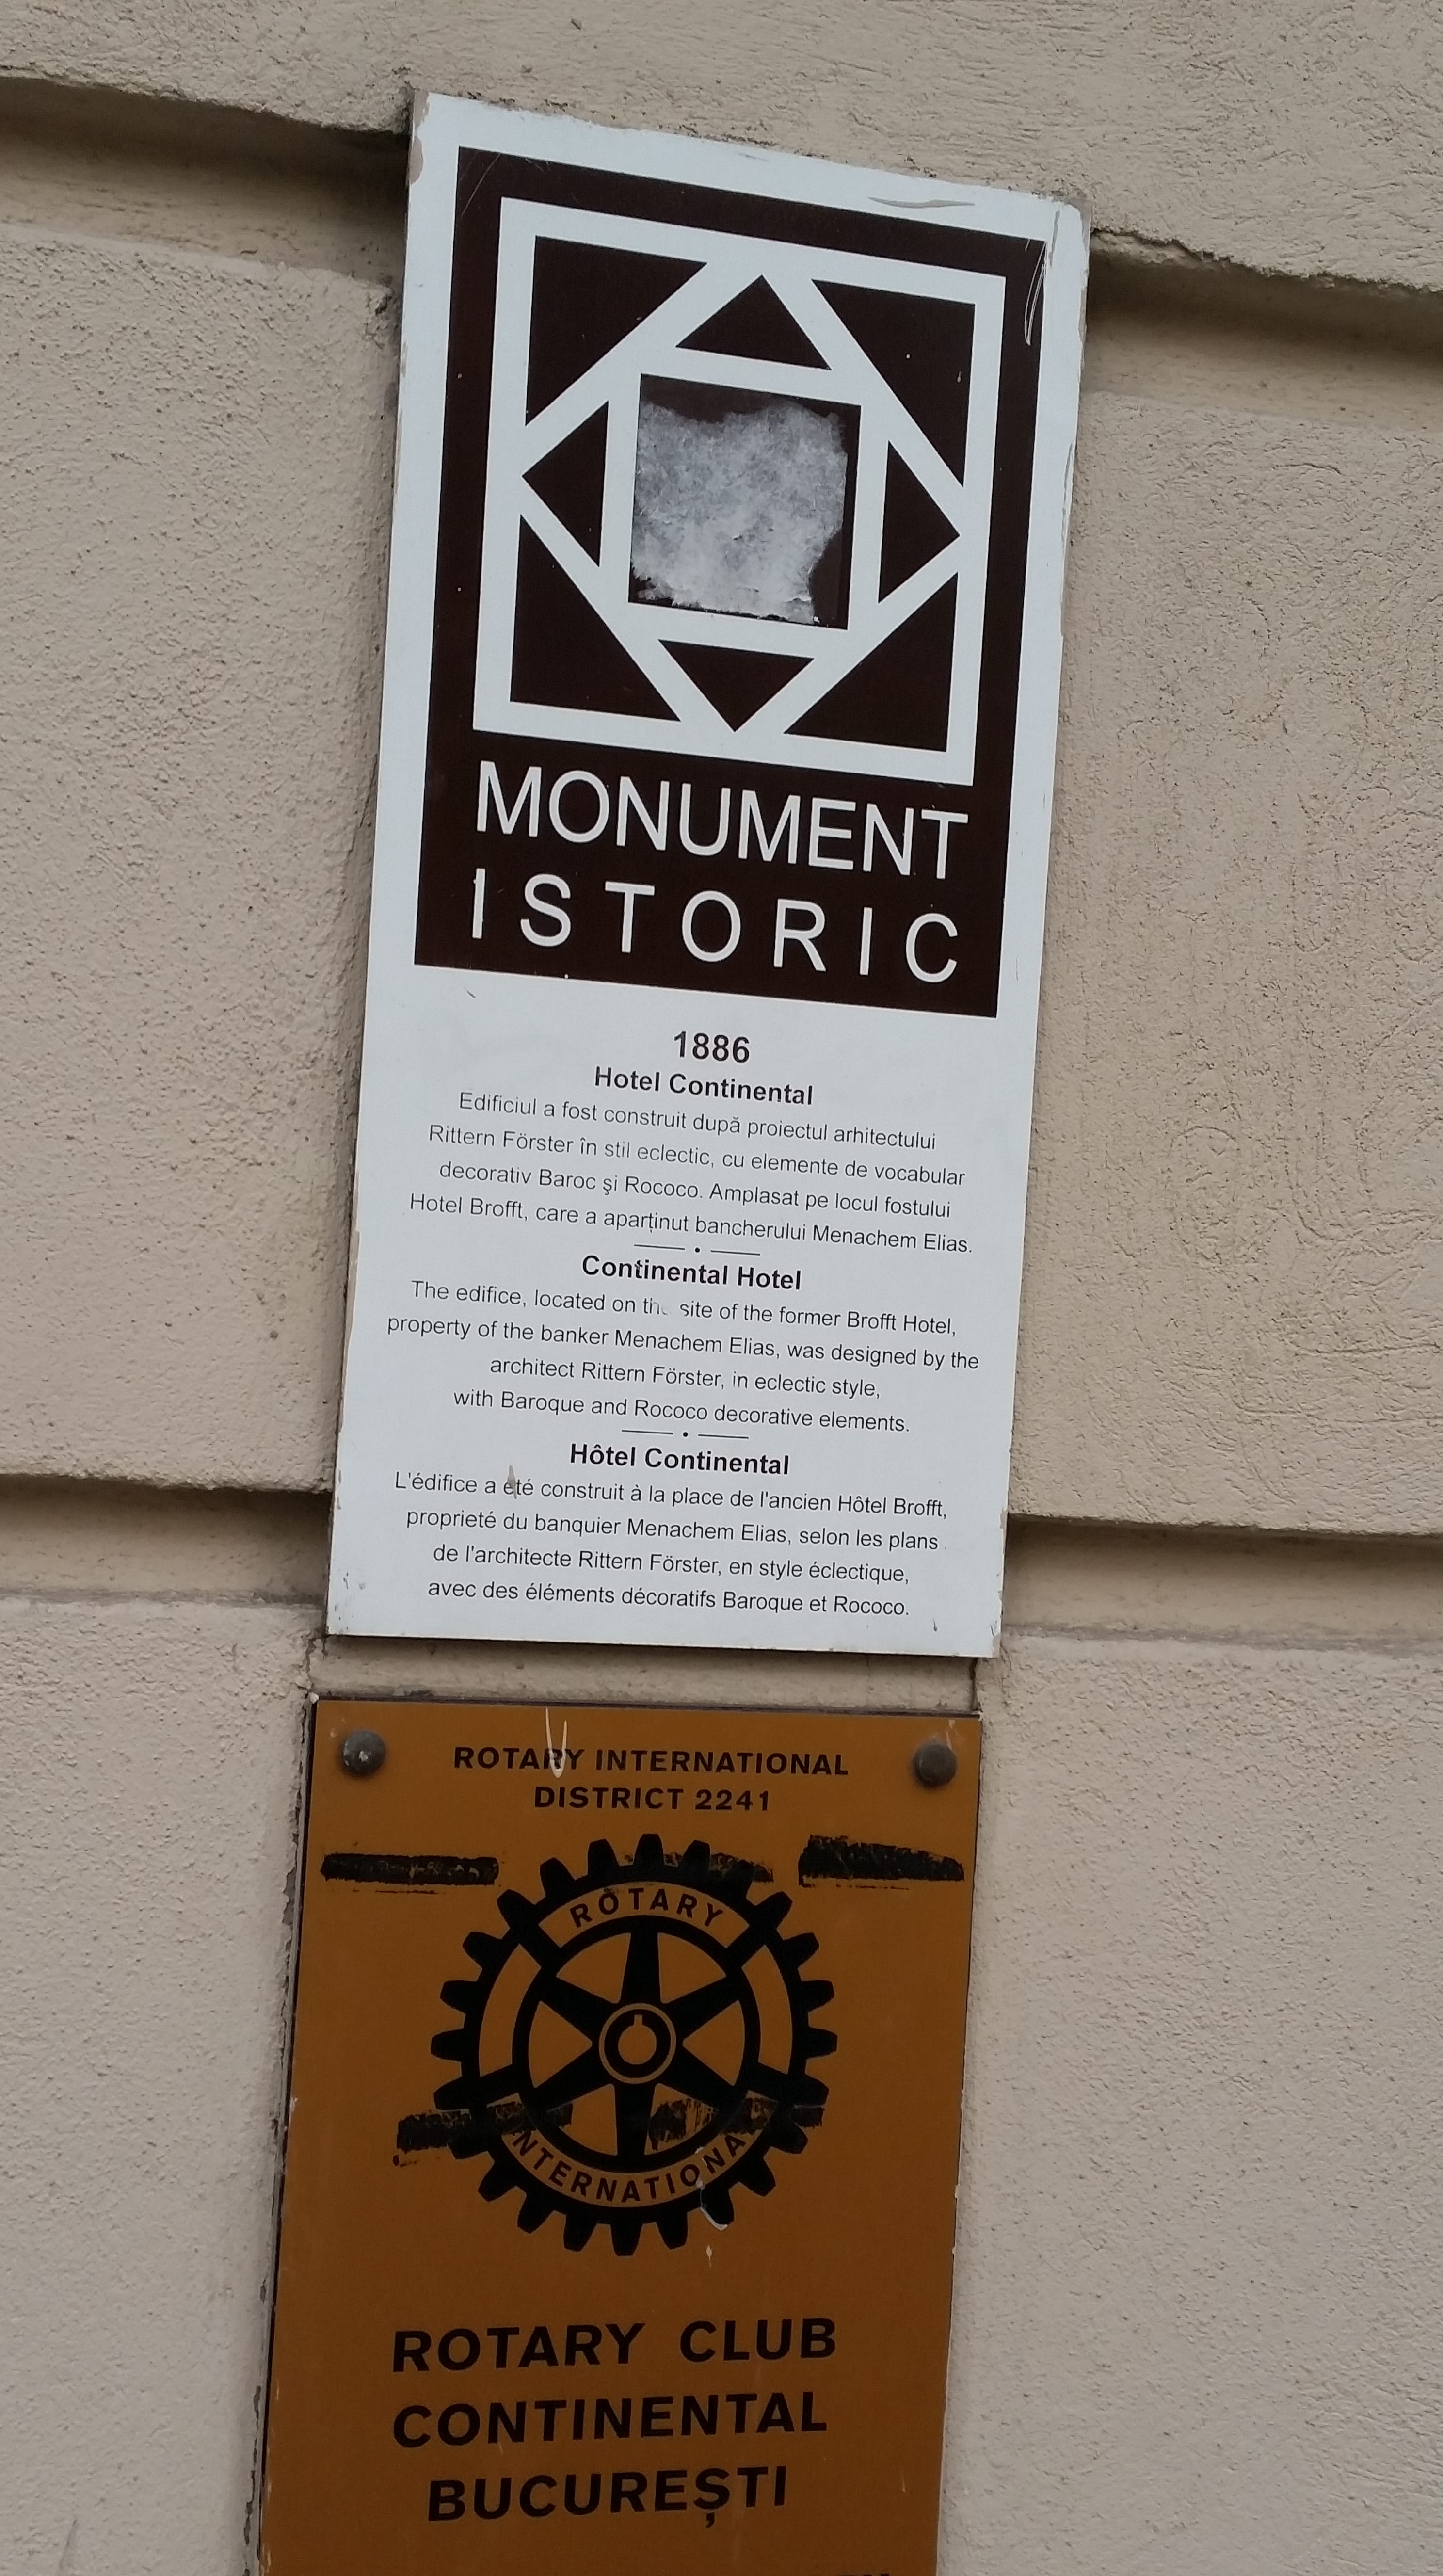 MONUMENT
ISTORIC
1886
Hotel Continental
Edificiul a fost construit după proiectul arhitectului
Rittern Förster în stil eclectic, cu elemente de vocabular
decorativ Baroc şi Rococo. Amplasat pe locul fostului
Hotel Brofft, care a aparţinut bancherului Menachem Elias.
Continental Hotel
The edifice, located on the site of the former Brofft Hotel,
property of the banker Menachem Elias, was designed by the
architect Rittern Förster, in eclectic style,
with Baroque and Rococo decorative elements.
Hôtel Continental
L'édifice a été construit à la place de l'ancien Hôtel Brofft,
proprieté du banquier Menachem Elias, selon les plans
de l'architecte Rittern Förster, en style éclectique,
avec des éléments décoratifs Baroque et Rococo.
ROTARY INTERNATIONAL
DISTRICT 2241
ROTARY
INTERNATIONAL
ROTARY CLUB
CONTINENTAL
BUCUREȘTI